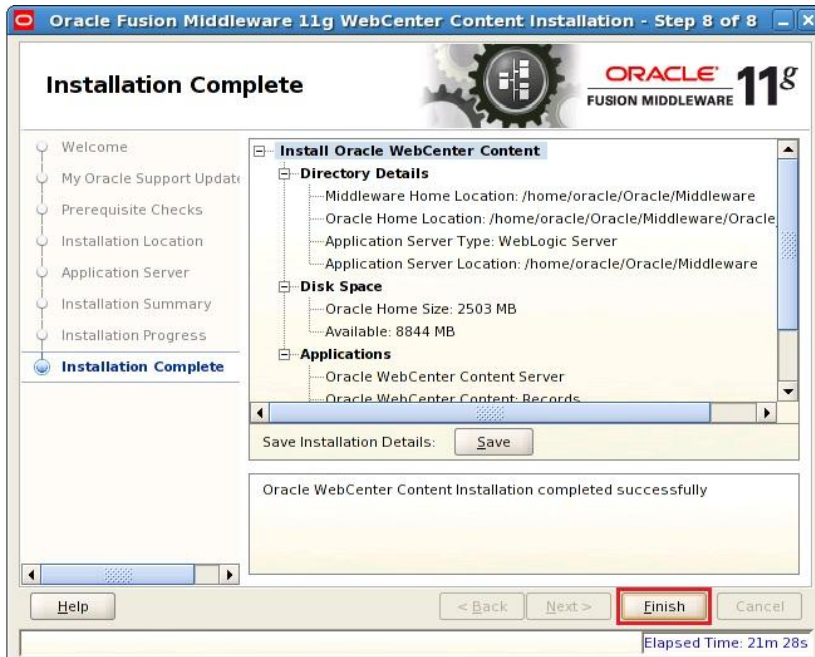 Oracle Fusion Middleware 11g WebCenter Content Installation - Step 8 of 8
Installation Complete
ORACLE
FUSION MIDDLEWARE
11g
Welcome
My Oracle Support Update
Prerequisite Checks
Installation Location
Application Server
Installation Summary
Installation Progress
Installation Complete
Install Oracle WebCenter Content
Directory Details
Middleware Home Location: /home/oracle/Oracle/Middleware
Oracle Home Location: /home/oracle/Oracle/Middleware/Oracle_
Application Server Type: WebLogic Server
Application Server Location: /home/oracle/Oracle/Middleware
Disk Space
Oracle Home Size: 2503 MB
Available: 8844 MB
Applications
Oracle WebCenter Content Server
Oracle WebCenter Content: Records
Save Installation Details: Save
Oracle WebCenter Content Installation completed successfully
Help < Back Next > Finish Cancel
Elapsed Time: 21m 28s